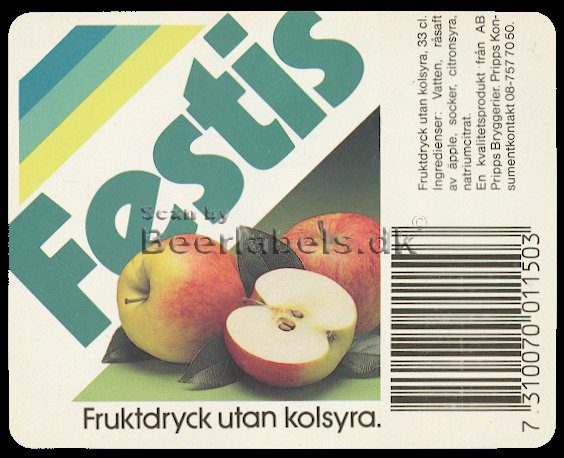 Festis
Scan by
Beerlabels.dk
©
Fruktdryck utan kolsyra.
Fruktdryck utan kolsyra. 33 cl.
Ingredienser: Vatten, råsaft
av äpple, socker, citronsyra,
natriumcitrat.
En kvalitetsprodukt från AB
Pripps Bryggerier. Pripps Kon-
sumentkontakt 08-757 70 50.
7 310070 011503